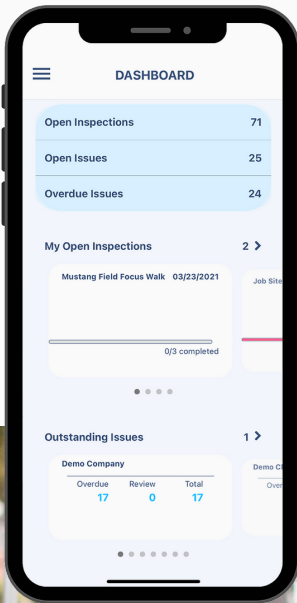 DASHBOARD
Open Inspections 71
Open Issues 25
Overdue Issues 24
My Open Inspections 2
Mustang Field Focus Walk 03/23/2021
0/3 completed
Job Site
Outstanding Issues 1
Demo Company
Overdue Review Total
17 0 17
Demo
Over